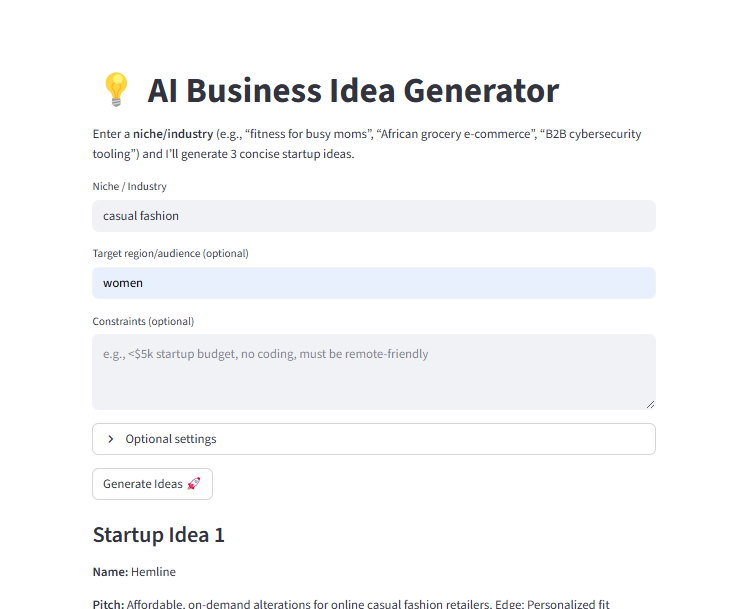 AI Business Idea Generator
Enter a niche/industry (e.g., “fitness for busy moms”, “African grocery e-commerce”, “B2B cybersecurity
tooling”) and I’ll generate 3 concise startup ideas.
Niche / Industry
casual fashion
Target region/audience (optional)
women
Constraints (optional)
e.g., <$5k startup budget, no coding, must be remote-friendly
Optional settings
Generate Ideas 🚀
Startup Idea 1
Name: Hemline
Pitch: Affordable, on-demand alterations for online casual fashion retailers. Edge: Personalized fit